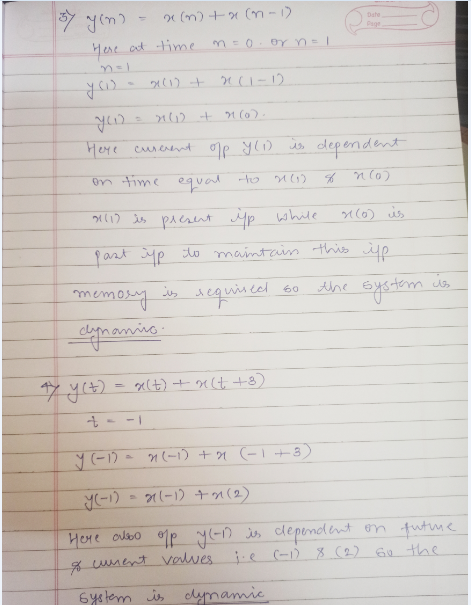 3) y(n) = x(n) + x(n-1)
Date
Page
Here at time n=0 or n=1
n=1
y(1) = x(1) + x(1-1)
y(1) = x(1) + x(0).
Here current o/p y(1) is dependent
on time equal to x(1) & x(0)
x(1) is present i/p while x(0) is
past i/p to maintain this i/p
memory is required so the system is
dynamic.
4) y(t) = x(t) + x(t+3)
t = -1
y(-1) = x(-1) + x(-1+3)
y(-1) = x(-1) + x(2)
Here also o/p y(-1) is dependent on future
& current values i.e (-1) & (2) so the
system is dynamic